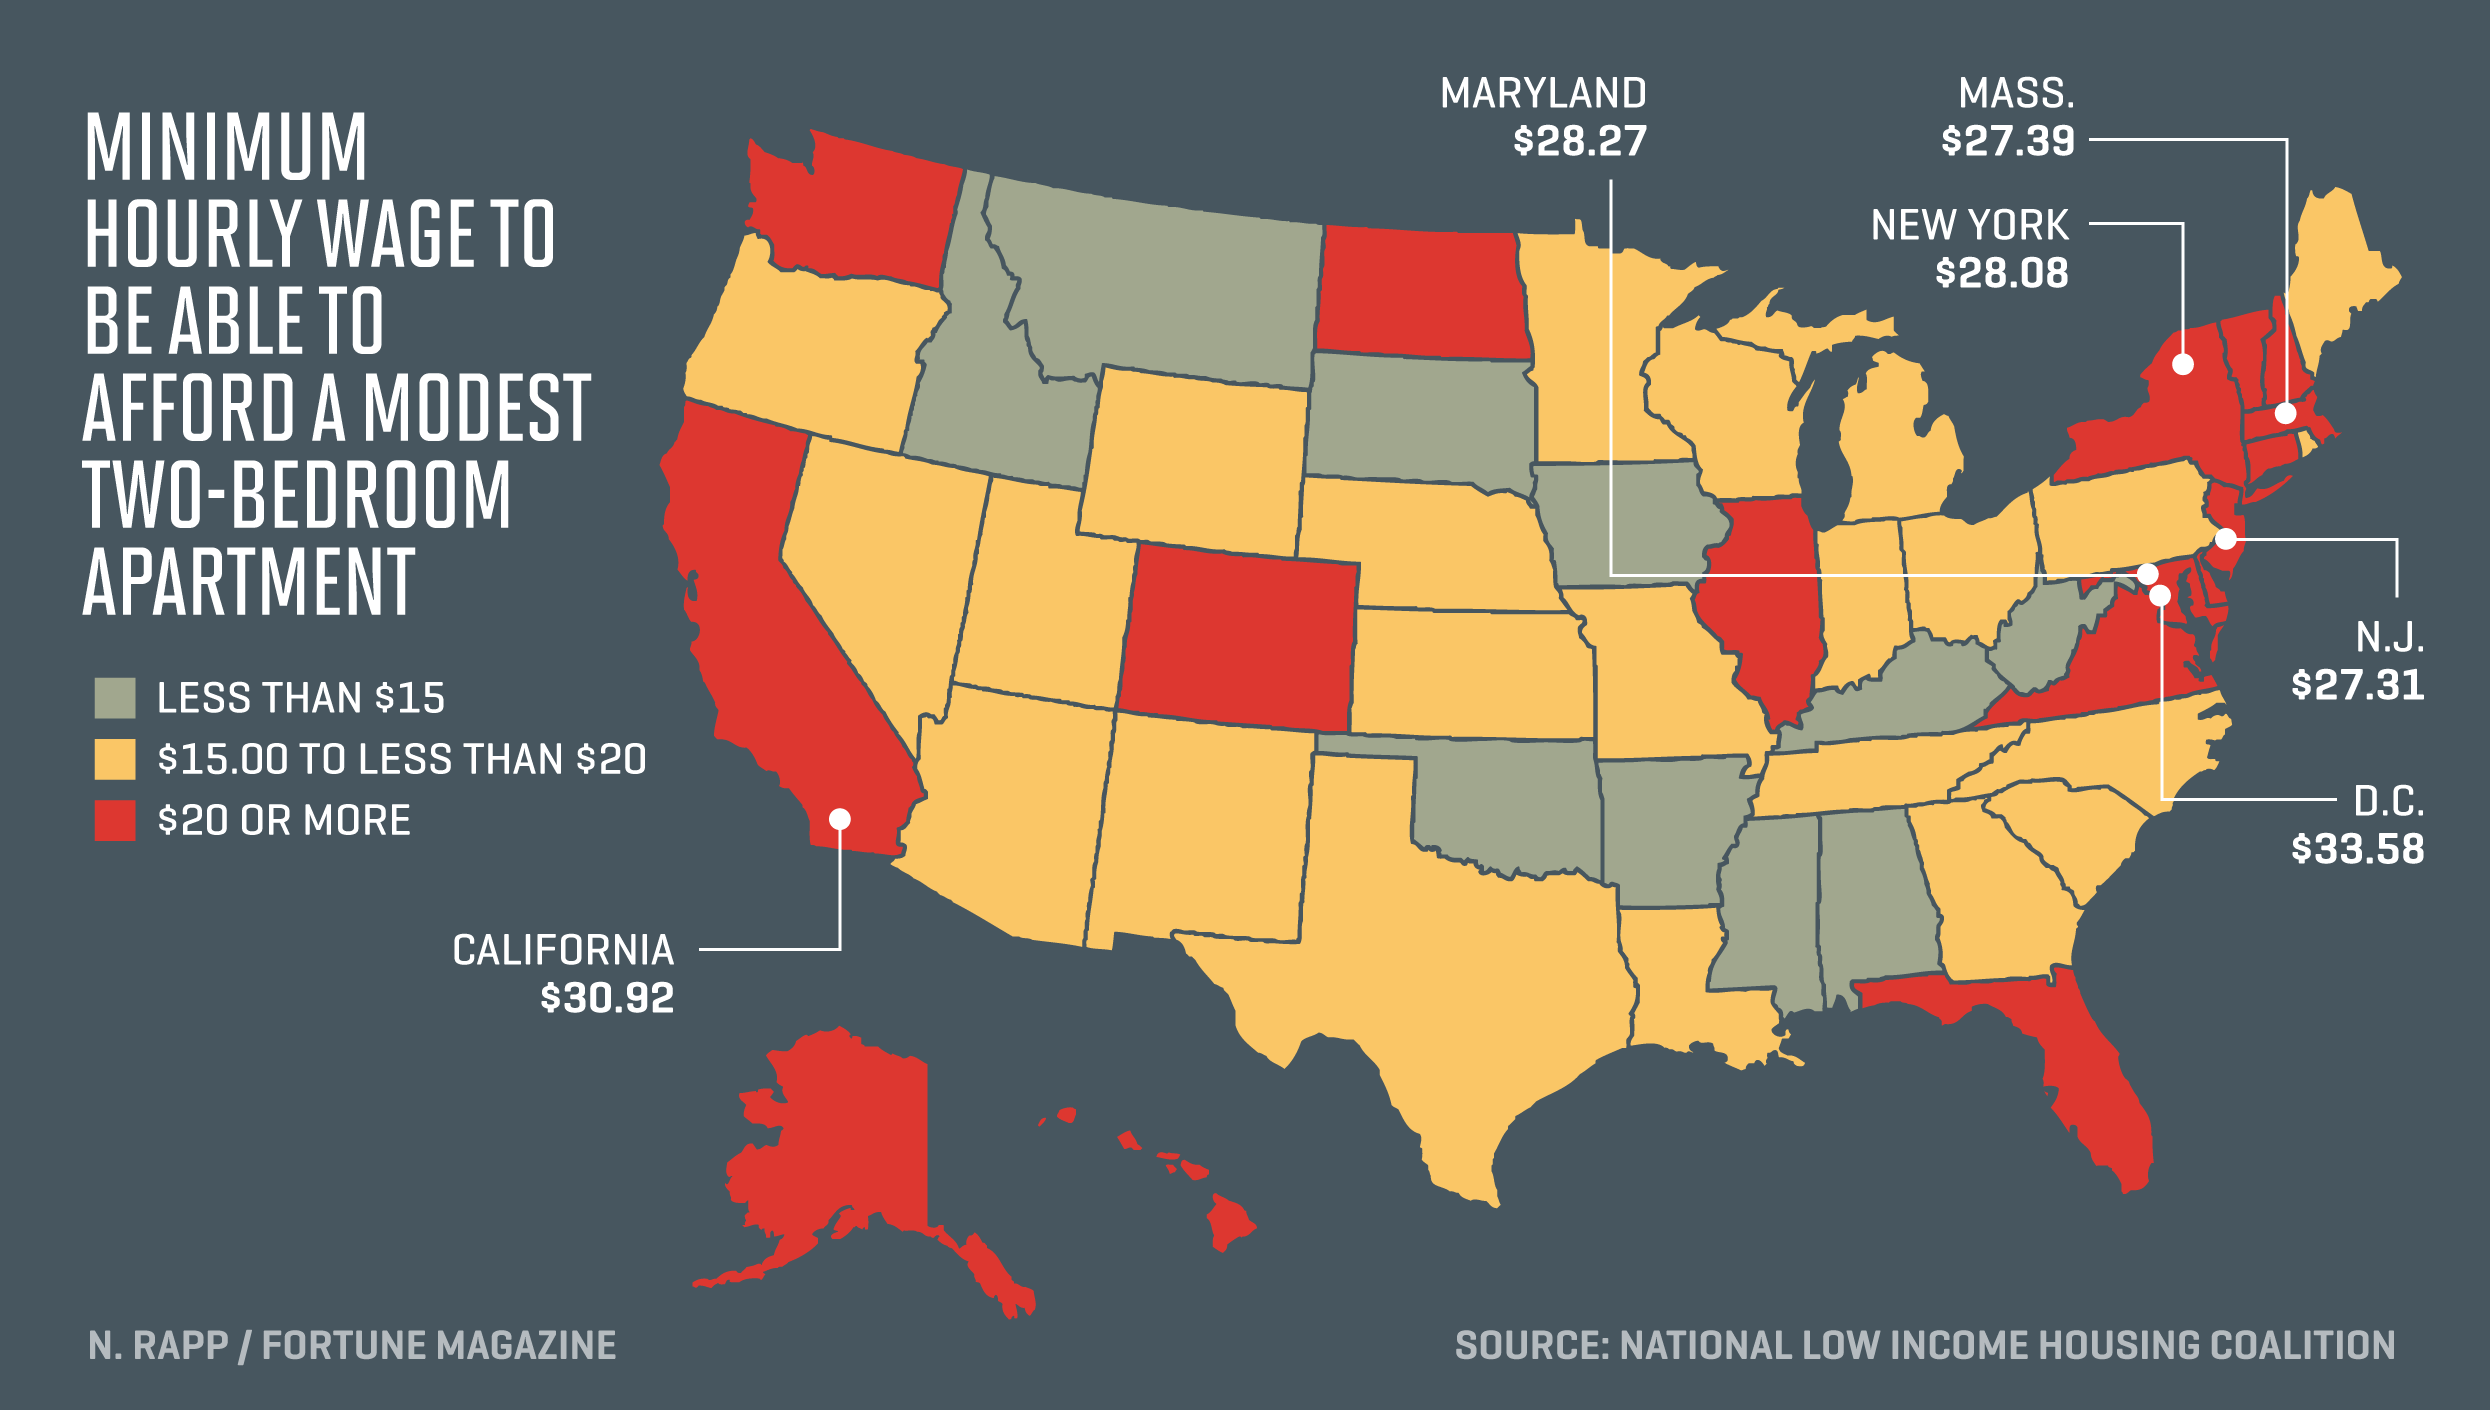 MINIMUM
HOURLY WAGE TO
BE ABLE TO
AFFORD A MODEST
TWO-BEDROOM
APARTMENT
LESS THAN $15
$15.00 TO LESS THAN $20
$20 OR MORE
MARYLAND
$28.27
MASS.
$27.39
NEW YORK
$28.08
N.J.
$27.31
D.C.
$33.58
CALIFORNIA
$30.92
N. RAPP / FORTUNE MAGAZINE
SOURCE: NATIONAL LOW INCOME HOUSING COALITION